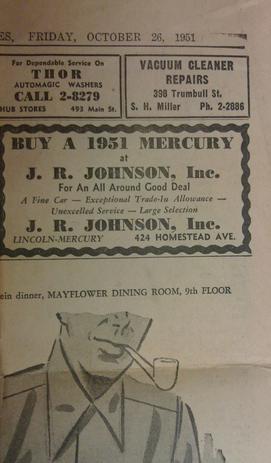 ES, FRIDAY, OCTOBER 26, 1951
For Dependable Service On
THOR
AUTOMAGIC WASHERS
CALL 2-8279
HUB STORES 493 Main St.
VACUUM CLEANER
REPAIRS
398 Trumbull St.
S. H. Miller Ph. 2-2886
BUY A 1951 MERCURY
at
J. R. JOHNSON, Inc.
For An All Around Good Deal
A Fine Car — Exceptional Trade-In Allowance —
Unexcelled Service — Large Selection
J. R. JOHNSON, Inc.
LINCOLN-MERCURY 424 HOMESTEAD AVE.
ein dinner, MAYFLOWER DINING ROOM, 9th FLOOR